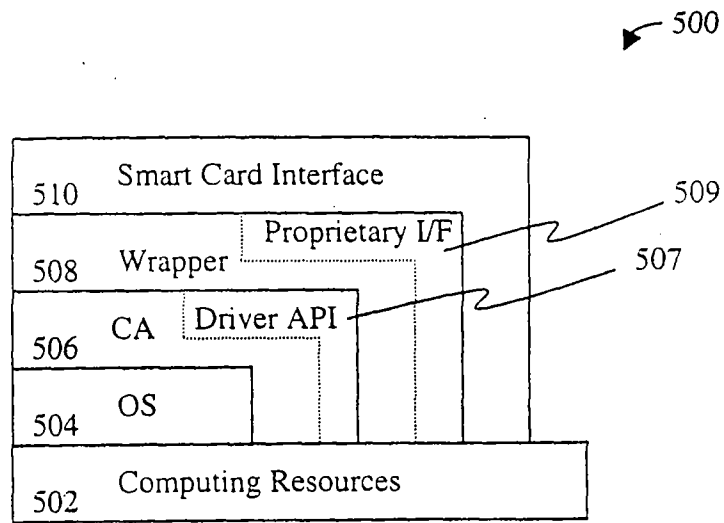 500
510 Smart Card Interface
Proprietary I/F
509
508 Wrapper
507
Driver API
506 CA
504 OS
502 Computing Resources